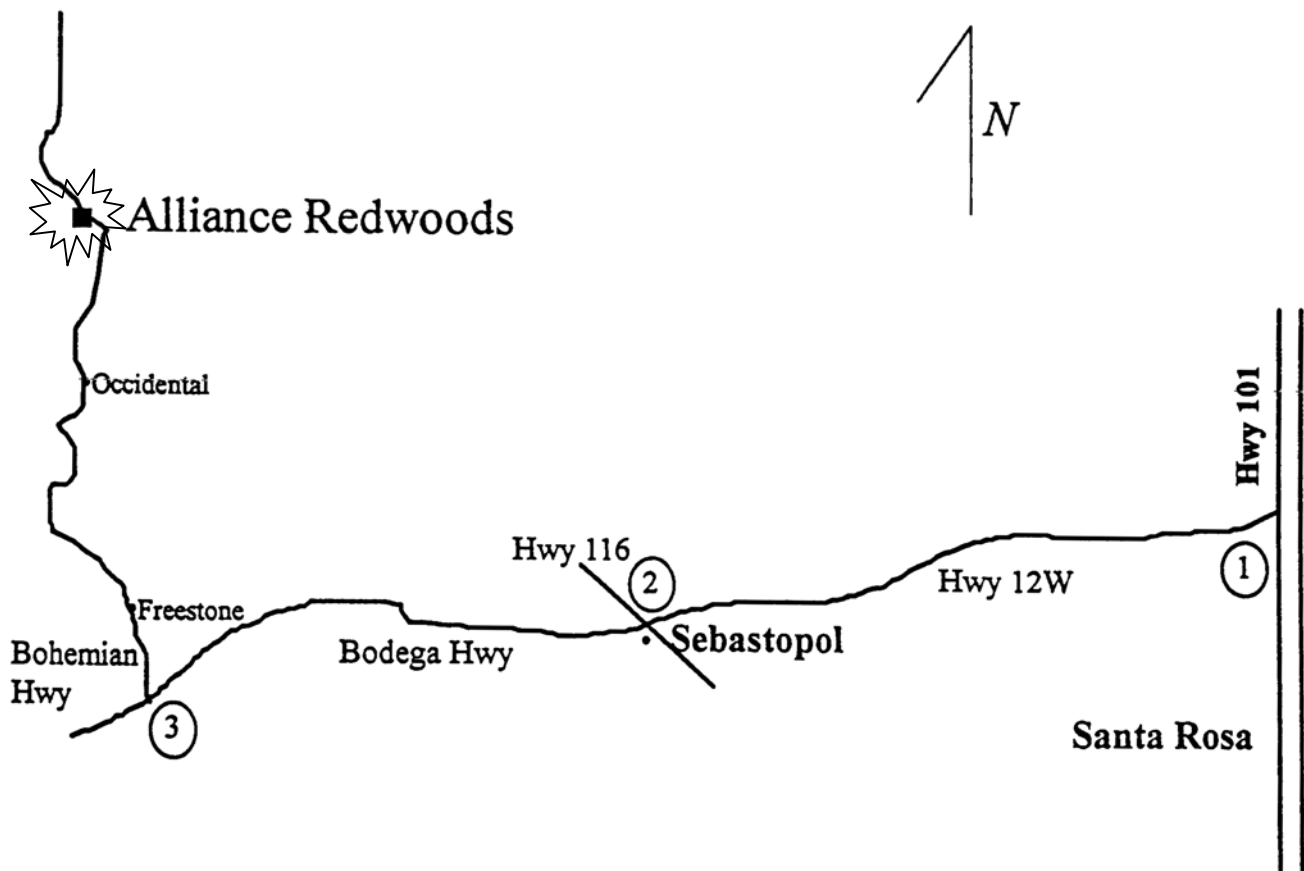 N
Alliance Redwoods
Occidental
Hwy 101
Hwy 116
2
1
Hwy 12W
Freestone
Sebastopol
Bohemian
Hwy
Bodega Hwy
3
Santa Rosa